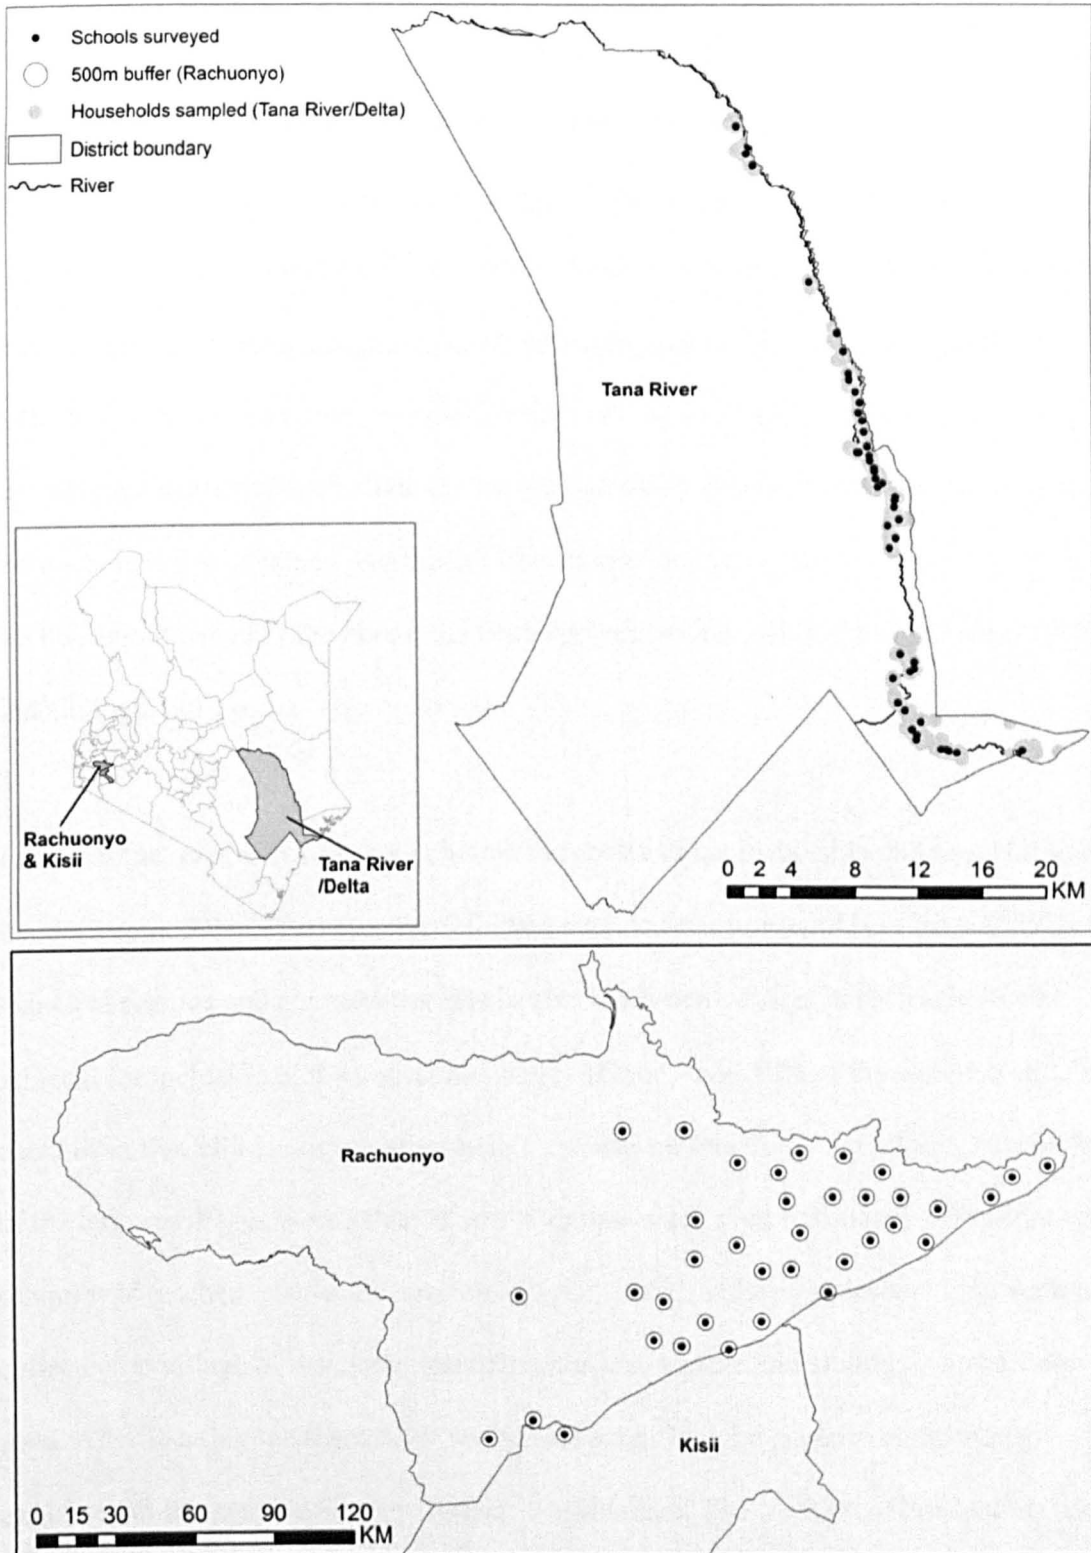 Schools surveyed
500m buffer (Rachuonyo)
Households sampled (Tana River/Delta)
District boundary
River
Tana River
Rachuonyo
& Kisii
Tana River
/Delta
0 2 4 8 12 16 20
KM
Rachuonyo
Kisii
0 15 30 60 90 120
KM